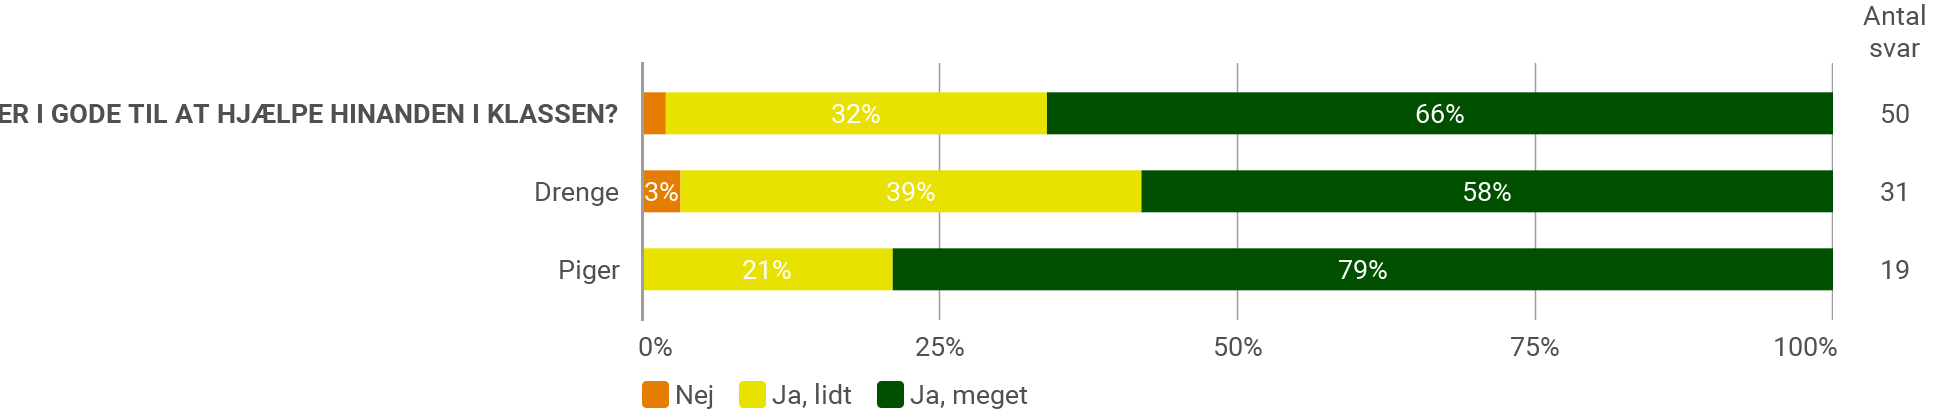 Antal
svar
ER I GODE TIL AT HJÆLPE HINANDEN I KLASSEN? 32% 66% 50
Drenge 3% 39% 58% 31
Piger 21% 79% 19
0% 25% 50% 75% 100%
Nej Ja, lidt Ja, meget